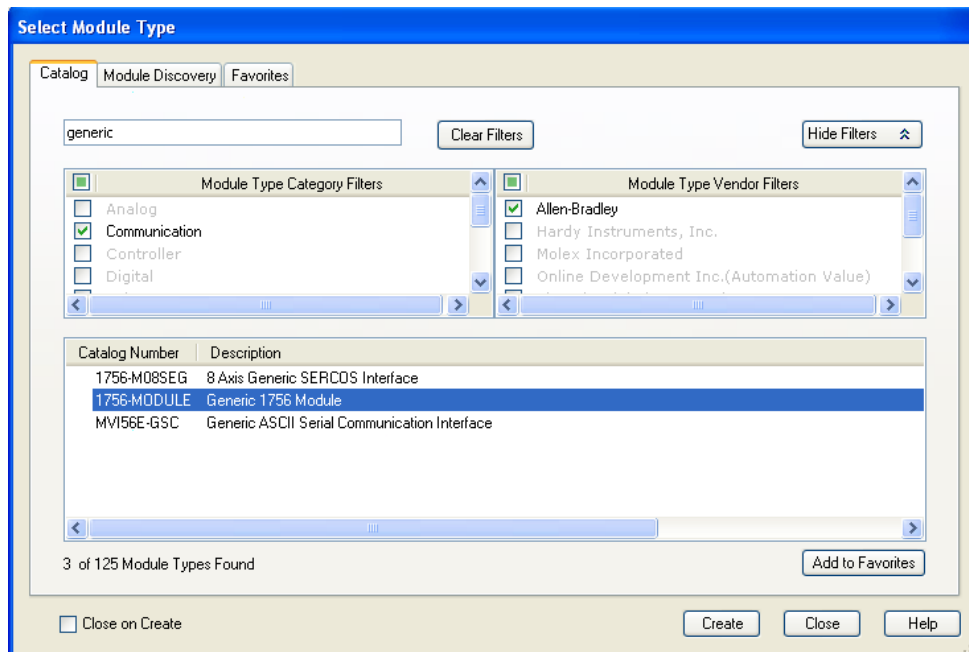 Select Module Type
Catalog Module Discovery Favorites
generic Clear Filters Hide Filters
Module Type Category Filters Module Type Vendor Filters
Analog Allen-Bradley
Communication Hardy Instruments, Inc.
Controller Molex Incorporated
Digital Online Development Inc.(Automation Value)
Catalog Number Description
1756-M08SEG 8 Axis Generic SERCOS Interface
1756-MODULE Generic 1756 Module
MVI56E-GSC Generic ASCII Serial Communication Interface
3 of 125 Module Types Found Add to Favorites
Close on Create Create Close Help